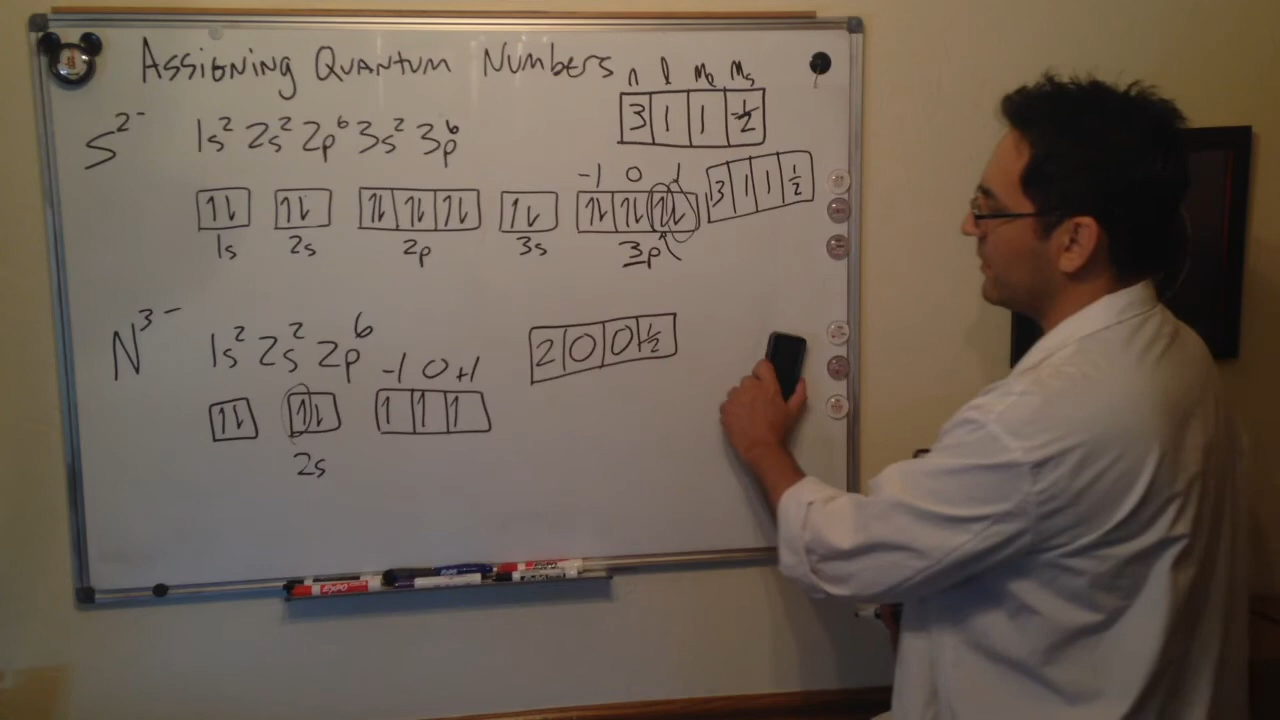 ASSIGNING QUANTUM NUMBERS
n l mℓ ms
3 1 1 -½
S²⁻ 1s² 2s² 2p⁶ 3s² 3p⁶
-1 0 1
3 1 1 ½
1s 2s 2p 3s 3p
N³⁻ 1s² 2s² 2p⁶
-1 0 +1
2 0 0 ½
2s